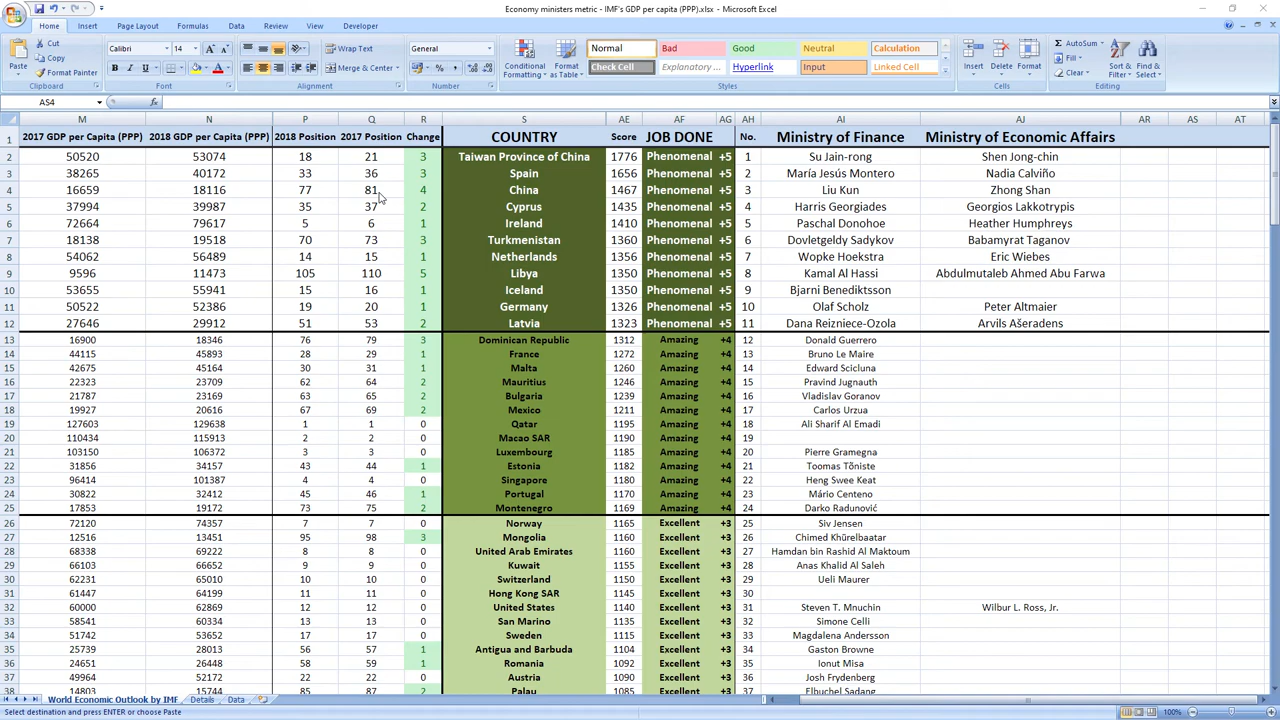 Economy ministers metric - IMF's GDP per capita (PPP).xlsx - Microsoft Excel
Home Insert Page Layout Formulas Data Review View Developer
Cut Calibri 14 Wrap Text General Normal Bad Good Neutral Calculation AutoSum
Copy Fill
Paste Format Painter Merge & Center Conditional Formatting Format as Table Check Cell Explanatory ... Hyperlink Input Linked Cell Insert Delete Format Clear Sort & Filter Find & Select
Clipboard Font Alignment Number Styles Cells Editing
AS4 fx
M N P Q R S AE AF AG AH AI AJ AR AS AT
1 2017 GDP per Capita (PPP) 2018 GDP per Capita (PPP) 2018 Position 2017 Position Change COUNTRY Score JOB DONE No. Ministry of Finance Ministry of Economic Affairs
2 50520 53074 18 21 3 Taiwan Province of China 1776 Phenomenal +5 1 Su Jain-rong Shen Jong-chin
3 38265 40172 33 36 3 Spain 1656 Phenomenal +5 2 María Jesús Montero Nadia Calviño
4 16659 18116 77 81 4 China 1467 Phenomenal +5 3 Liu Kun Zhong Shan
5 37994 39987 35 37 2 Cyprus 1435 Phenomenal +5 4 Harris Georgiades Georgios Lakkotrypis
6 72664 79617 5 6 1 Ireland 1410 Phenomenal +5 5 Paschal Donohoe Heather Humphreys
7 18138 19518 70 73 3 Turkmenistan 1360 Phenomenal +5 6 Dovletgeldy Sadykov Babamyrat Taganov
8 54062 56489 14 15 1 Netherlands 1356 Phenomenal +5 7 Wopke Hoekstra Eric Wiebes
9 9596 11473 105 110 5 Libya 1350 Phenomenal +5 8 Kamal Al Hassi Abdulmutaleb Ahmed Abu Farwa
10 53655 55941 15 16 1 Iceland 1350 Phenomenal +5 9 Bjarni Benediktsson
11 50522 52386 19 20 1 Germany 1326 Phenomenal +5 10 Olaf Scholz Peter Altmaier
12 27646 29912 51 53 2 Latvia 1323 Phenomenal +5 11 Dana Reizniece-Ozola Arvils Ašeradens
13 16900 18346 76 79 3 Dominican Republic 1312 Amazing +4 12 Donald Guerrero
14 44115 45893 28 29 1 France 1272 Amazing +4 13 Bruno Le Maire
15 42675 45164 30 31 1 Malta 1260 Amazing +4 14 Edward Scicluna
16 22323 23709 62 64 2 Mauritius 1246 Amazing +4 15 Pravind Jugnauth
17 21787 23169 63 65 2 Bulgaria 1239 Amazing +4 16 Vladislav Goranov
18 19927 20616 67 69 2 Mexico 1211 Amazing +4 17 Carlos Urzua
19 127603 129638 1 1 0 Qatar 1195 Amazing +4 18 Ali Sharif Al Emadi
20 110434 115913 2 2 0 Macao SAR 1190 Amazing +4 19
21 103150 106372 3 3 0 Luxembourg 1185 Amazing +4 20 Pierre Gramegna
22 31856 34157 43 44 1 Estonia 1182 Amazing +4 21 Toomas Tõniste
23 96414 101387 4 4 0 Singapore 1180 Amazing +4 22 Heng Swee Keat
24 30822 32412 45 46 1 Portugal 1170 Amazing +4 23 Mário Centeno
25 17853 19172 73 75 2 Montenegro 1169 Amazing +4 24 Darko Radunović
26 72120 74357 7 7 0 Norway 1165 Excellent +3 25 Siv Jensen
27 12516 13451 95 98 3 Mongolia 1160 Excellent +3 26 Chimed Khürelbaatar
28 68338 69222 8 8 0 United Arab Emirates 1160 Excellent +3 27 Hamdan bin Rashid Al Maktoum
29 66103 66652 9 9 0 Kuwait 1155 Excellent +3 28 Anas Khalid Al Saleh
30 62231 65010 10 10 0 Switzerland 1150 Excellent +3 29 Ueli Maurer
31 61447 64199 11 11 0 Hong Kong SAR 1145 Excellent +3 30
32 60000 62869 12 12 0 United States 1140 Excellent +3 31 Steven T. Mnuchin Wilbur L. Ross, Jr.
33 58541 60334 13 13 0 San Marino 1135 Excellent +3 32 Simone Celli
34 51742 53652 17 17 0 Sweden 1115 Excellent +3 33 Magdalena Andersson
35 25739 28013 56 57 1 Antigua and Barbuda 1104 Excellent +3 34 Gaston Browne
36 24651 26448 58 59 1 Romania 1092 Excellent +3 35 Ionut Misa
37 49964 52172 22 22 0 Austria 1090 Excellent +3 36 Josh Frydenberg
38 14803 15744 85 87 2 Palau 1085 Excellent +3 37 Elbuchel Sadang
World Economic Outlook by IMF Details Data
Select destination and press ENTER or choose Paste 100%